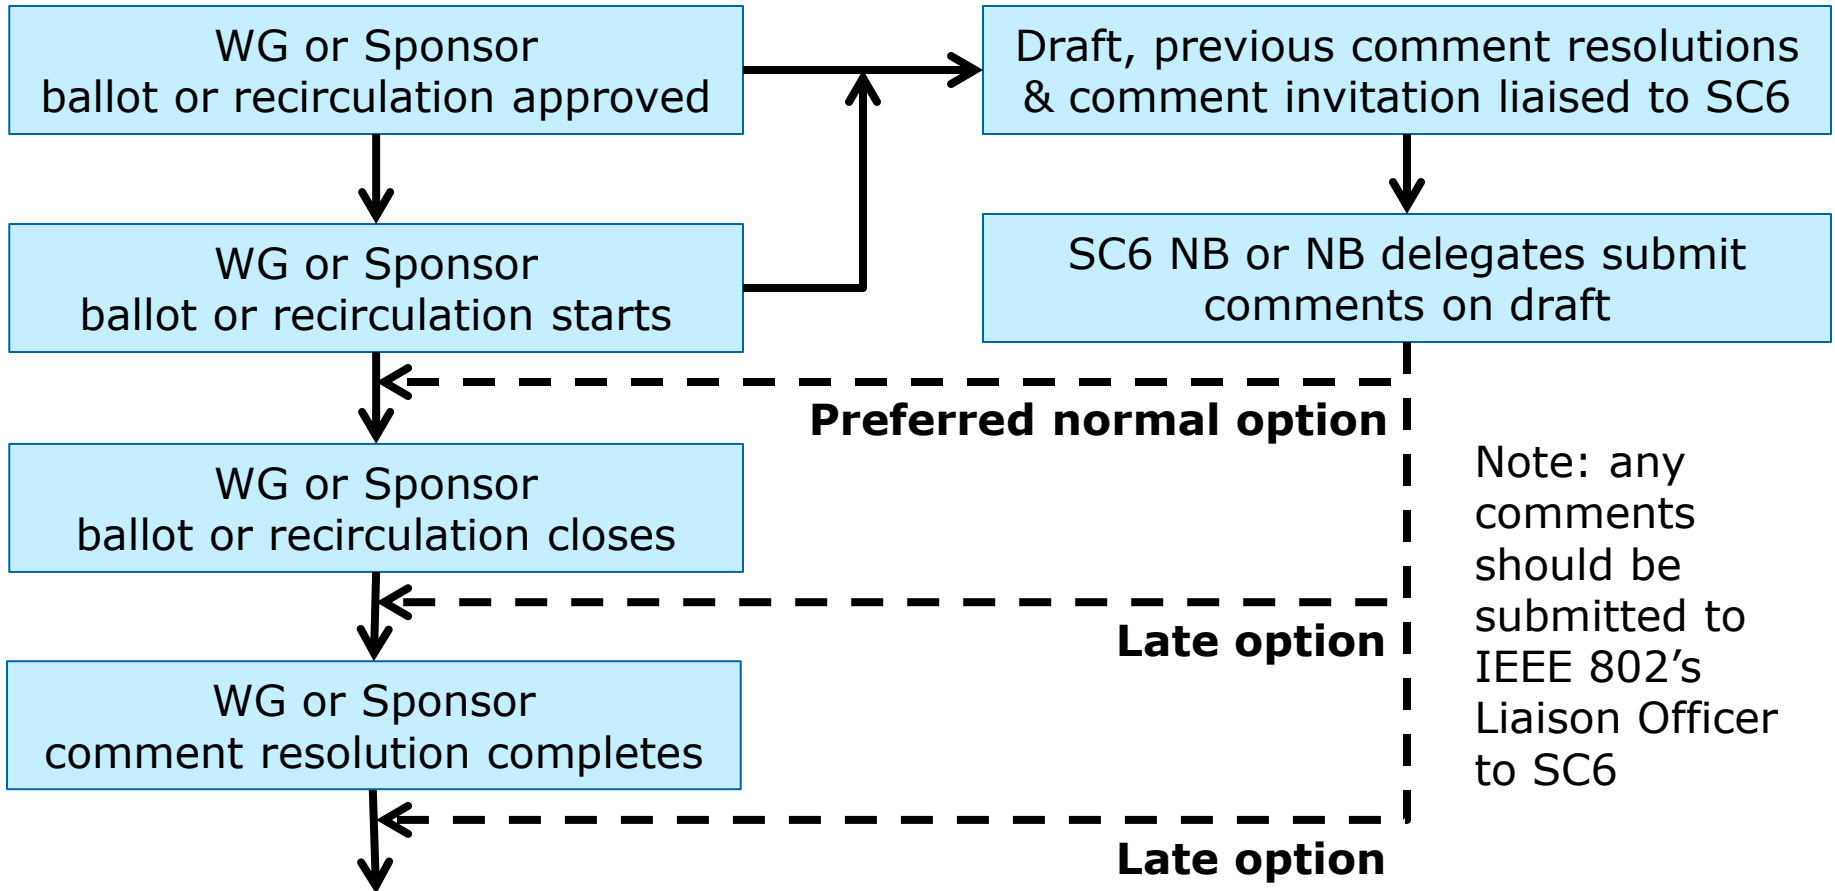 WG or Sponsor
ballot or recirculation approved
Draft, previous comment resolutions
& comment invitation liaised to SC6
WG or Sponsor
ballot or recirculation starts
SC6 NB or NB delegates submit
comments on draft
Preferred normal option
WG or Sponsor
ballot or recirculation closes
Note: any
comments
should be
submitted to
IEEE 802’s
Liaison Officer
to SC6
Late option
WG or Sponsor
comment resolution completes
Late option